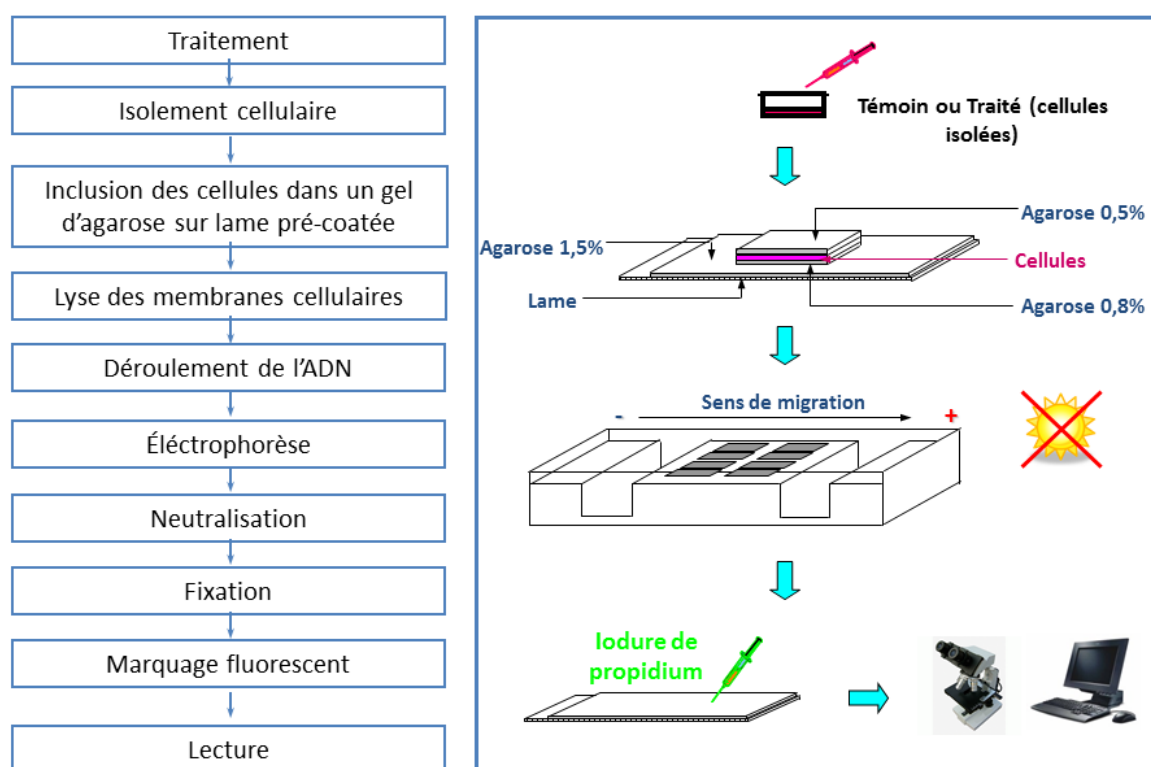 Traitement
Isolement cellulaire
Inclusion des cellules dans un gel
d’agarose sur lame pré-coatée
Lyse des membranes cellulaires
Déroulement de l’ADN
Éléctrophorèse
Neutralisation
Fixation
Marquage fluorescent
Lecture
Témoin ou Traité (cellules
isolées)
Agarose 0,5%
Agarose 1,5%
Cellules
Lame
Agarose 0,8%
Sens de migration
- +
Iodure de
propidium